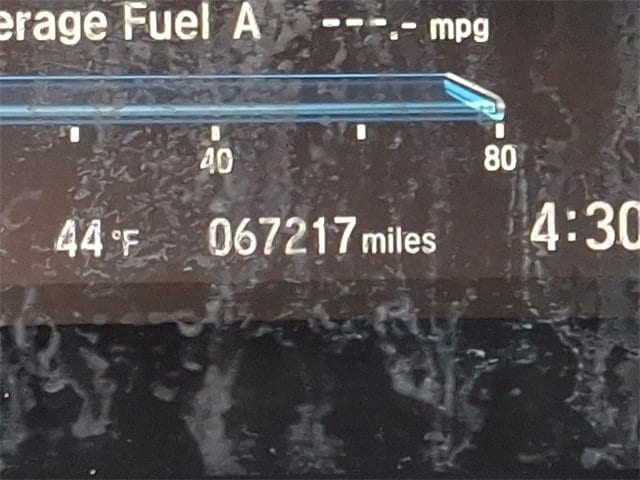 erage Fuel A ---.- mpg
40 80
44 °F 067217 miles 4:30